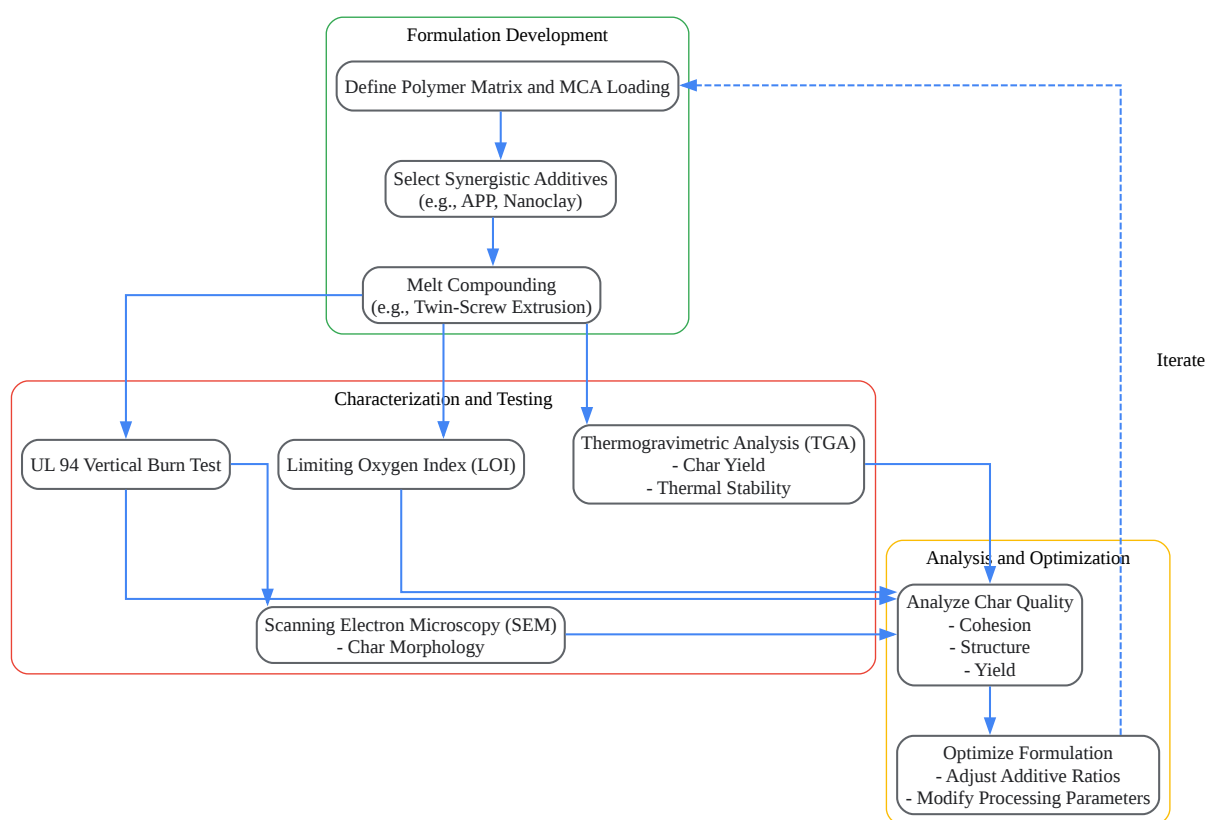 Formulation Development
Define Polymer Matrix and MCA Loading
Select Synergistic Additives
(e.g., APP, Nanoclay)
Melt Compounding
(e.g., Twin-Screw Extrusion)
Iterate
Characterization and Testing
UL 94 Vertical Burn Test
Limiting Oxygen Index (LOI)
Thermogravimetric Analysis (TGA)
- Char Yield
- Thermal Stability
Scanning Electron Microscopy (SEM)
- Char Morphology
Analysis and Optimization
Analyze Char Quality
- Cohesion
- Structure
- Yield
Optimize Formulation
- Adjust Additive Ratios
- Modify Processing Parameters